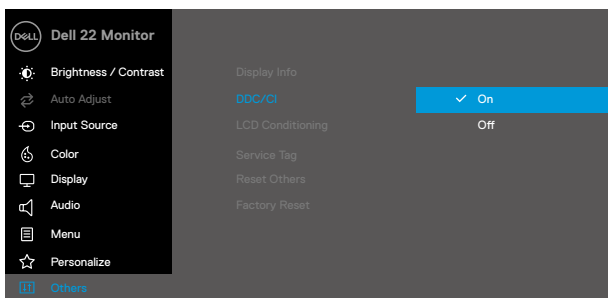 DELL Dell 22 Monitor
Brightness / Contrast Display Info
Auto Adjust DDC/CI ✓ On
Input Source LCD Conditioning Off
Color Service Tag
Display Reset Others
Audio Factory Reset
Menu
Personalize
Others